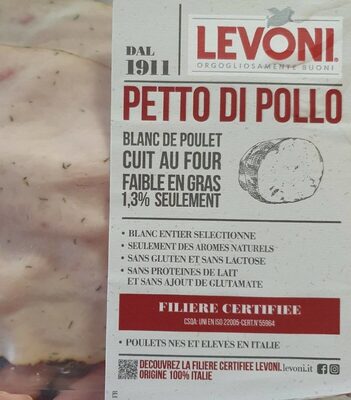 DAL
1911
LEVONI
ORGOGLIOSAMENTE BUONI
PETTO DI POLLO
BLANC DE POULET
CUIT AU FOUR
FAIBLE EN GRAS
1,3% SEULEMENT
• BLANC ENTIER SELECTIONNE
• SEULEMENT DES AROMES NATURELS
• SANS GLUTEN ET SANS LACTOSE
• SANS PROTEINES DE LAIT
ET SANS AJOUT DE GLUTAMATE
FILIERE CERTIFIEE
CSQA: UNI EN ISO 22005-CERT.N°55964
• POULETS NES ET ELEVES EN ITALIE
DECOUVREZ LA FILIERE CERTIFIEE LEVONI. levoni.it
ORIGINE 100% ITALIE